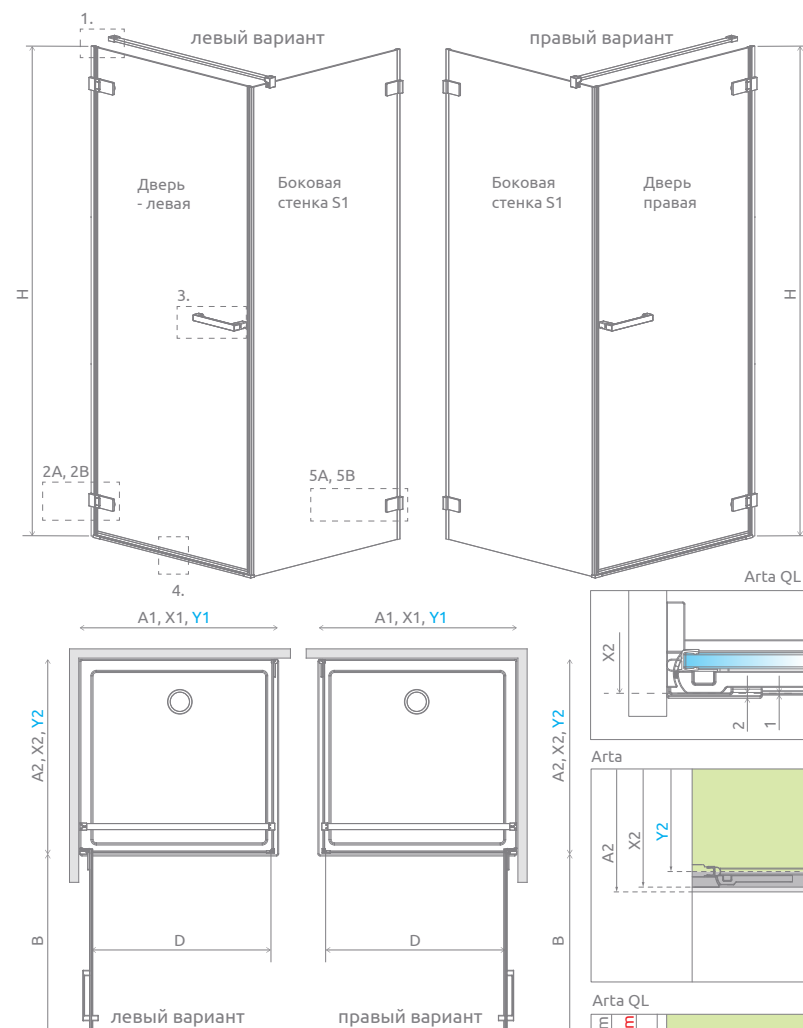 1.
левый вариант
правый вариант
Дверь
- левая
Боковая
стенка S1
Боковая
стенка S1
Дверь
правая
H
H
3.
2A, 2B
5A, 5B
4.
Arta QL
A1, X1, Y1
A1, X1, Y1
X2
2
1
A2, X2, Y2
A2, X2, Y2
Arta
A2
X2
Y2
B
D
D
B
левый вариант
правый вариант
Arta QL